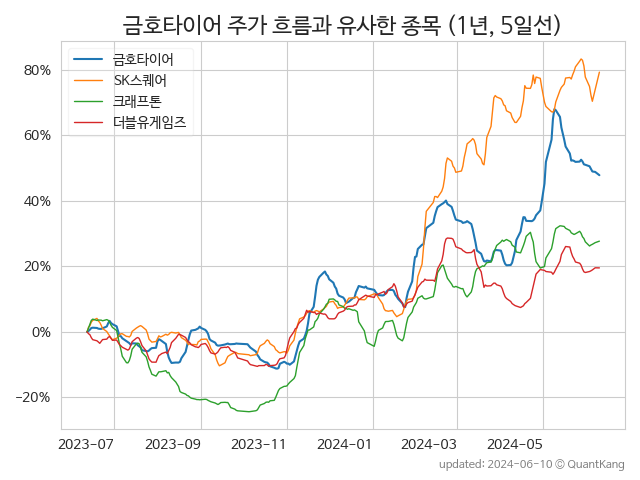 금호타이어 주가 흐름과 유사한 종목 (1년, 5일선)
금호타이어
SK스퀘어
크래프톤
더블유게임즈
80%
60%
40%
20%
0%
−20%
2023-07 2023-09 2023-11 2024-01 2024-03 2024-05
updated: 2024-06-10 © QuantKang